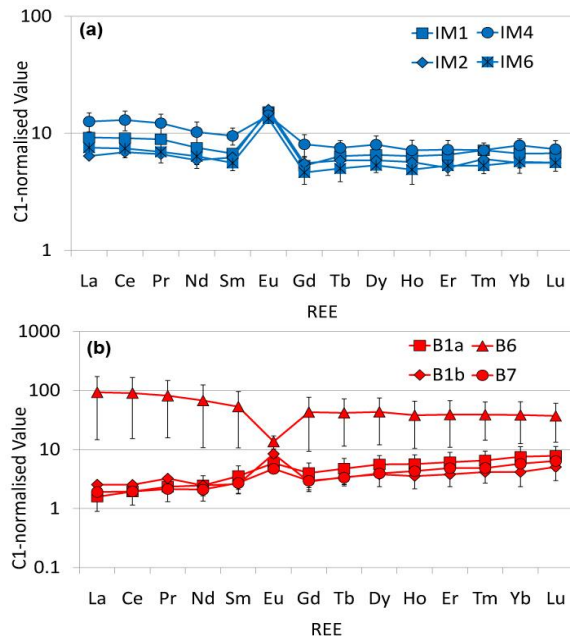 (a)
IM1 IM4
IM2 IM6
C1-normalised Value
100
10
1
La Ce Pr Nd Sm Eu Gd Tb Dy Ho Er Tm Yb Lu
REE
(b)
B1a B6
B1b B7
C1-normalised Value
1000
100
10
1
0.1
La Ce Pr Nd Sm Eu Gd Tb Dy Ho Er Tm Yb Lu
REE